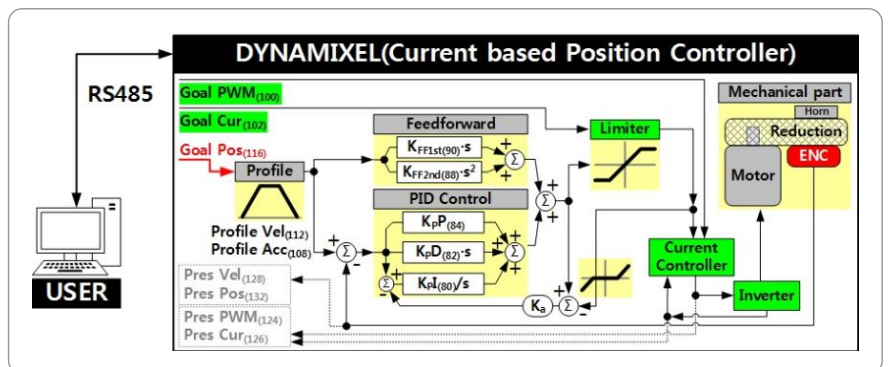 DYNAMIXEL(Current based Position Controller)
RS485
Goal PWM(100)
Goal Cur(102)
Goal Pos(116)
Profile
Profile Vel(112)
Profile Acc(108)
Feedforward
KFF1st(90)·s
KFF2nd(88)·s²
Σ
+
+
PID Control
KPP(84)
KPD(82)·s
KPI(80)/s
Σ
+
+
+
Σ
+
-
Σ
-
+
Σ
+
+
Limiter
Ka
Σ
+
-
Mechanical part
Horn
Reduction
ENC
Motor
Current
Controller
Inverter
Pres Vel(128)
Pres Pos(132)
Pres PWM(124)
Pres Cur(126)
USER